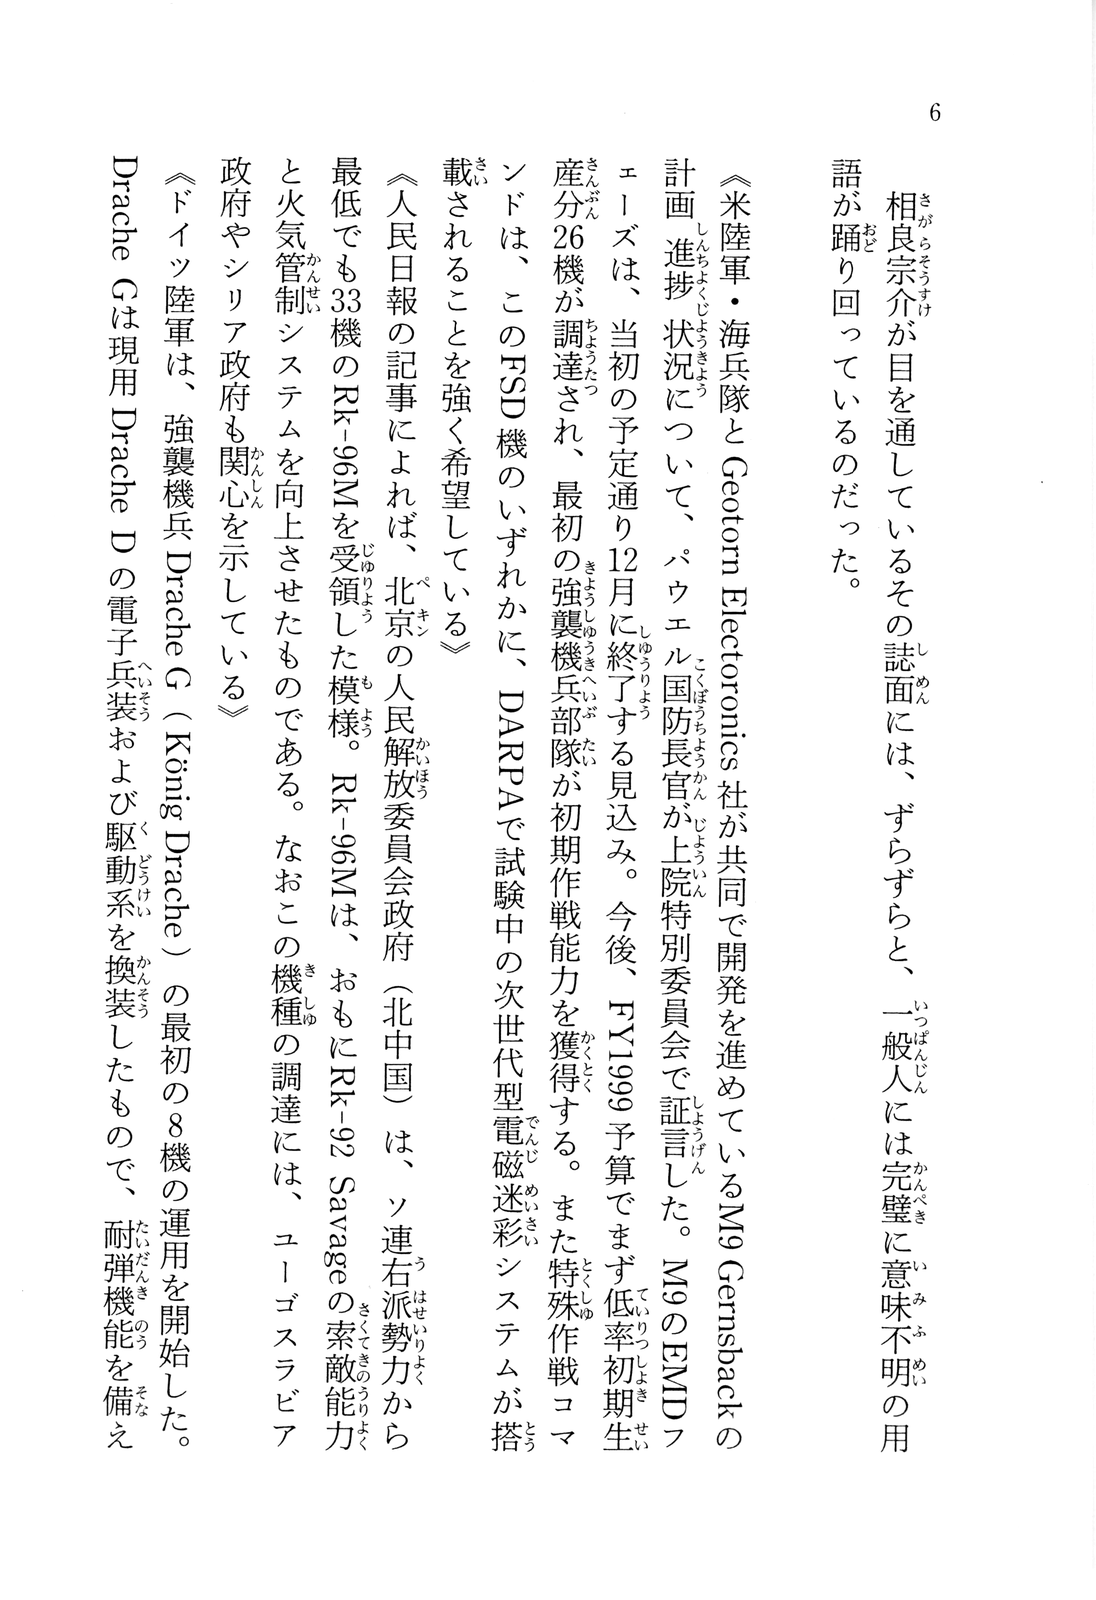 6
相良宗介が目を通しているその誌面には、ずらずらと、一般人には完璧に意味不明の用
語が踊り回っているのだった。
《米陸軍・海兵隊とGeotorn Electoronics社が共同で開発を進めているM9 Gernsbackの
計画進捗状況について、パウエル国防長官が上院特別委員会で証言した。M9のEMDフ
ェーズは、当初の予定通り12月に終了する見込み。今後、FY1999予算でまず低率初期生
産分26機が調達され、最初の強襲機兵部隊が初期作戦能力を獲得する。また特殊作戦コマ
ンドは、このFSD機のいずれかに、DARPAで試験中の次世代型電磁迷彩システムが搭
載されることを強く希望している》
《人民日報の記事によれば、北京の人民解放委員会政府（北中国）は、ソ連右派勢力から
最低でも33機のRk-96Mを受領した模様。Rk-96Mは、おもにRk-92 Savageの索敵能力
と火気管制システムを向上させたものである。なおこの機種の調達には、ユーゴスラビア
政府やシリア政府も関心を示している》
《ドイツ陸軍は、強襲機兵Drache G（König Drache）の最初の8機の運用を開始した。
Drache Gは現用Drache Dの電子兵装および駆動系を換装したもので、耐弾機能を備え